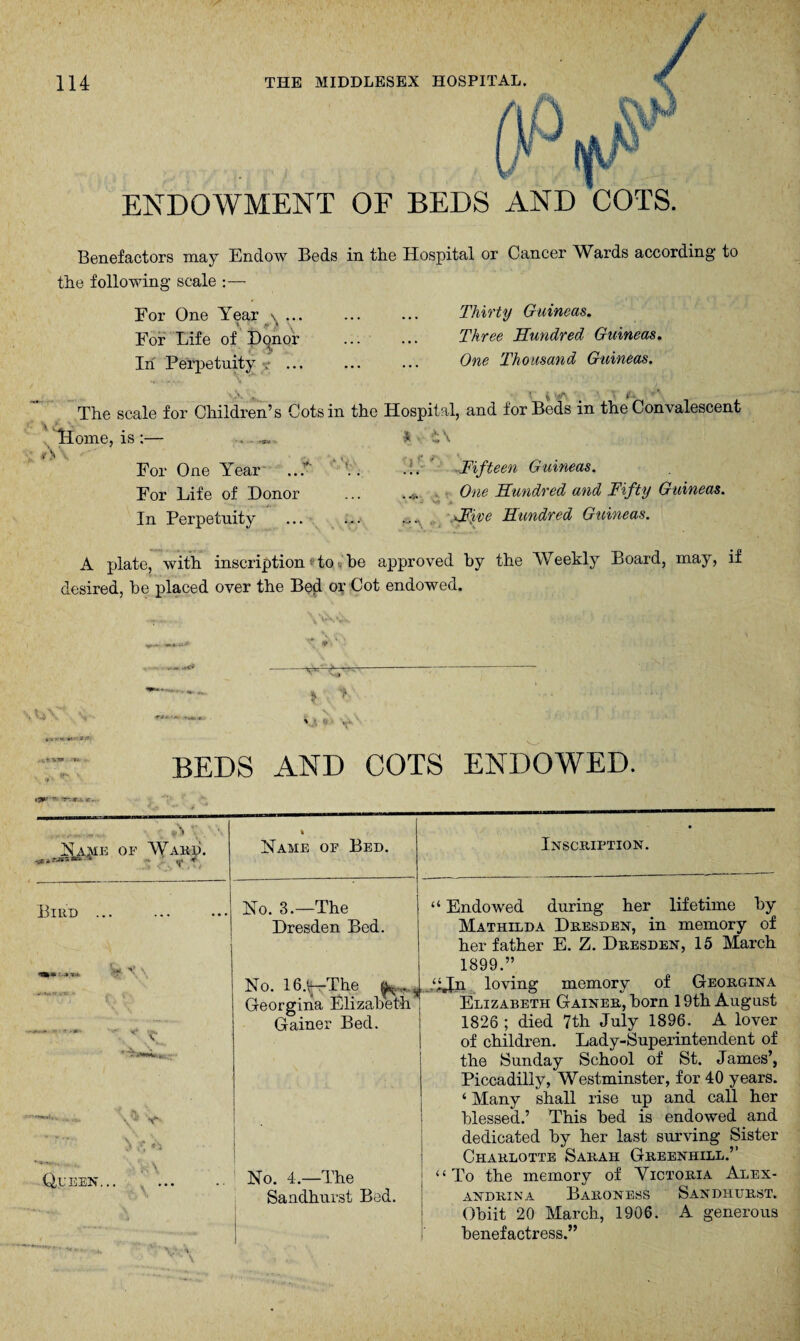 114 THE MIDDLESEX HOSPITAL.
ENDOWMENT OF BEDS AND COTS.
Benefactors may Endow Beds in the Hospital or Cancer Wards according to
the following scale :—
For One Year ... ... ... Thirty Guineas.
For Life of Donor ... ... Three Hundred Guineas.
In Perpetuity ... ... ... One Thousand Guineas.
The scale for Children's Cots in the Hospital, and for Beds in the Convalescent
Home, is :—
For One Year ... ... ... Fifteen Guineas.
For Life of Donor ... ... One Hundred and Fifty Guineas.
In Perpetuity ... ... ... Five Hundred Guineas.
A plate, with inscription to be approved by the Weekly Board, may, if
desired, be placed over the Bed or Cot endowed.
BEDS AND COTS ENDOWED.
Name of Ward. Name of Bed. Inscription.
Bird ... ... ... No. 3.—The “ Endowed during her lifetime by
Dresden Bed. Mathilda Dresden, in memory of
her father E. Z. Dresden, 15 March
1899.”
No. 16.—The “In loving memory of Georgina
Georgina Elizabeth Elizabeth Gainer, born 19th August
Gainer Bed. 1826 ; died 7th July 1896. A lover
of children. Lady-Superintendent of
the Sunday School of St. James’,
Piccadilly, Westminster, for 40 years.
‘ Many shall rise up and call her
blessed.’ This bed is endowed and
dedicated by her last surving Sister
Charlotte Sarah Greenhill.”
Queen... ... .. No. 4.—The “ To the memory of Victoria Alex-
Sandhurst Bed. andrina Baroness Sandhurst.
Obiit 20 March, 1906. A generous
benefactress.”